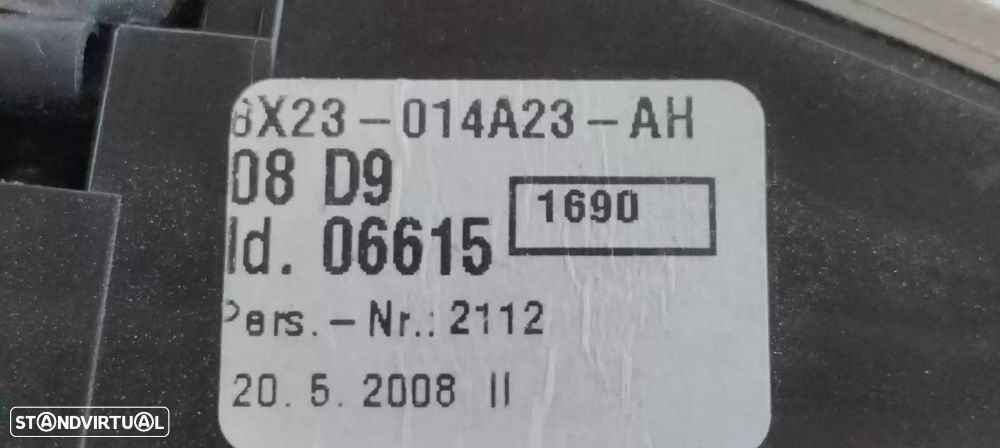 8X23-014A23-AH
08 D9
1690
Id. 06615
Pers.-Nr.: 2112
20.5.2008 II
STANDVIRTUAL